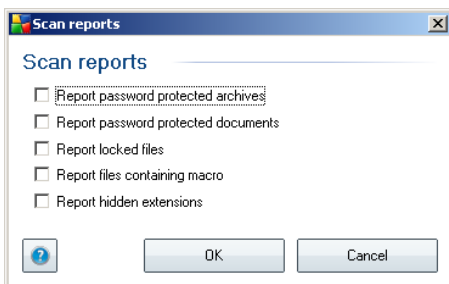 Scan reports
Scan reports
Report password protected archives
Report password protected documents
Report locked files
Report files containing macro
Report hidden extensions
?
OK
Cancel